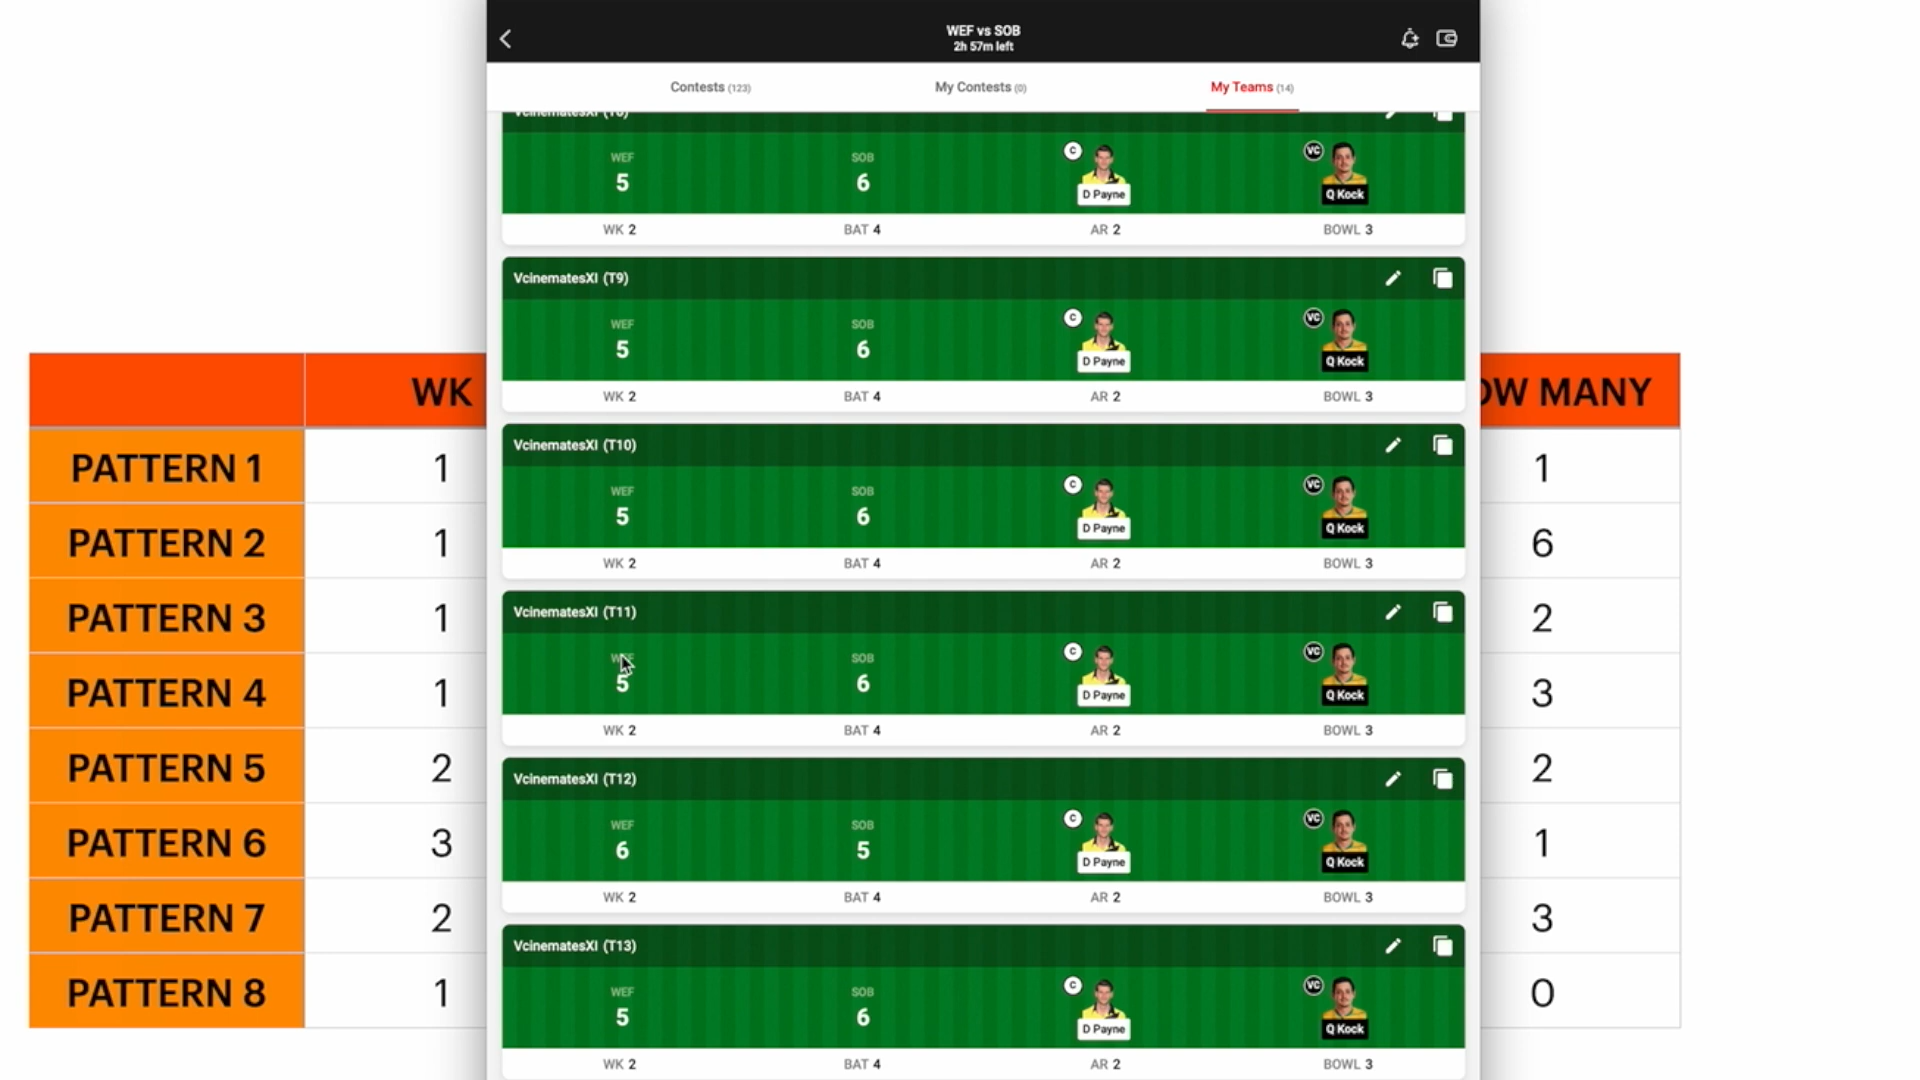 WEF vs SOB
2h 57m left
Contests (123)
My Contests (0)
My Teams (14)
VcinematesXI
WEF
5
SOB
6
C
D Payne
VC
Q Kock
WK 2
BAT 4
AR 2
BOWL 3
VcinematesXI (T9)
WEF
5
SOB
6
C
D Payne
VC
Q Kock
WK 2
BAT 4
AR 2
BOWL 3
VcinematesXI (T10)
WEF
5
SOB
6
C
D Payne
VC
Q Kock
WK 2
BAT 4
AR 2
BOWL 3
VcinematesXI (T11)
WEF
5
SOB
6
C
D Payne
VC
Q Kock
WK 2
BAT 4
AR 2
BOWL 3
VcinematesXI (T12)
WEF
6
SOB
5
C
D Payne
VC
Q Kock
WK 2
BAT 4
AR 2
BOWL 3
VcinematesXI (T13)
WEF
5
SOB
6
C
D Payne
VC
Q Kock
WK 2
BAT 4
AR 2
BOWL 3
WK
OW MANY
PATTERN 1 1 1
PATTERN 2 1 6
PATTERN 3 1 2
PATTERN 4 1 3
PATTERN 5 2 2
PATTERN 6 3 1
PATTERN 7 2 3
PATTERN 8 1 0